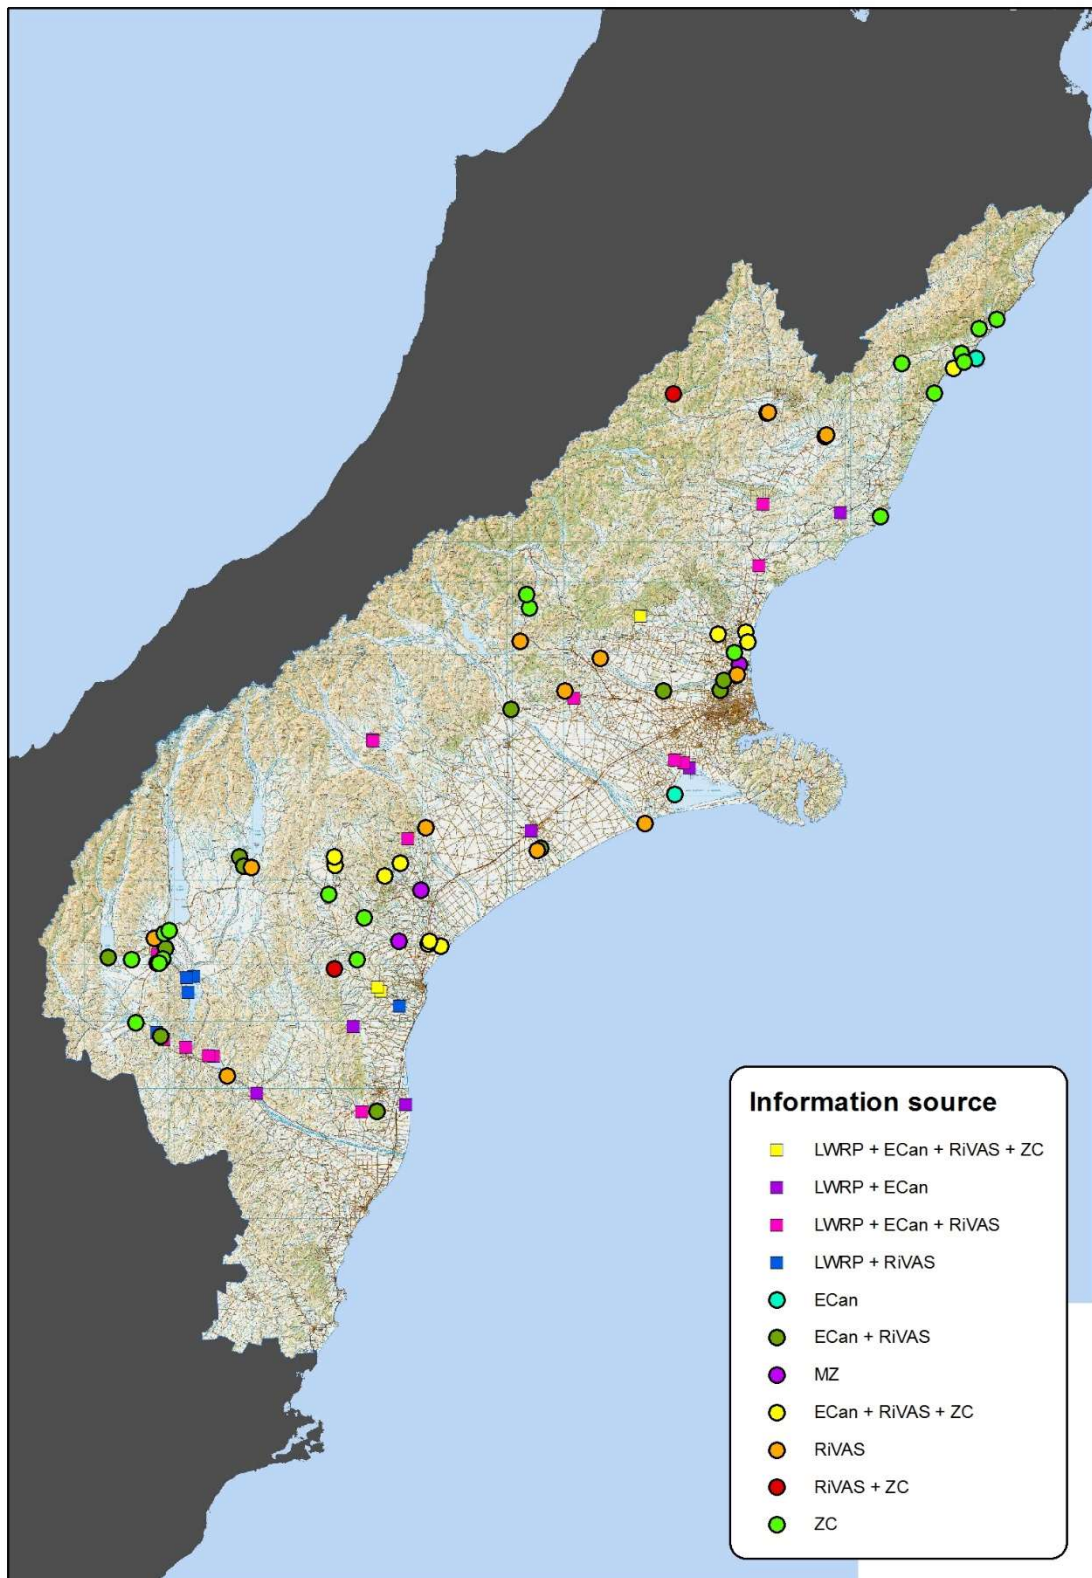 Information source
LWRP + ECan + RiVAS + ZC
LWRP + ECan
LWRP + ECan + RiVAS
LWRP + RiVAS
ECan
ECan + RiVAS
MZ
ECan + RiVAS + ZC
RiVAS
RiVAS + ZC
ZC